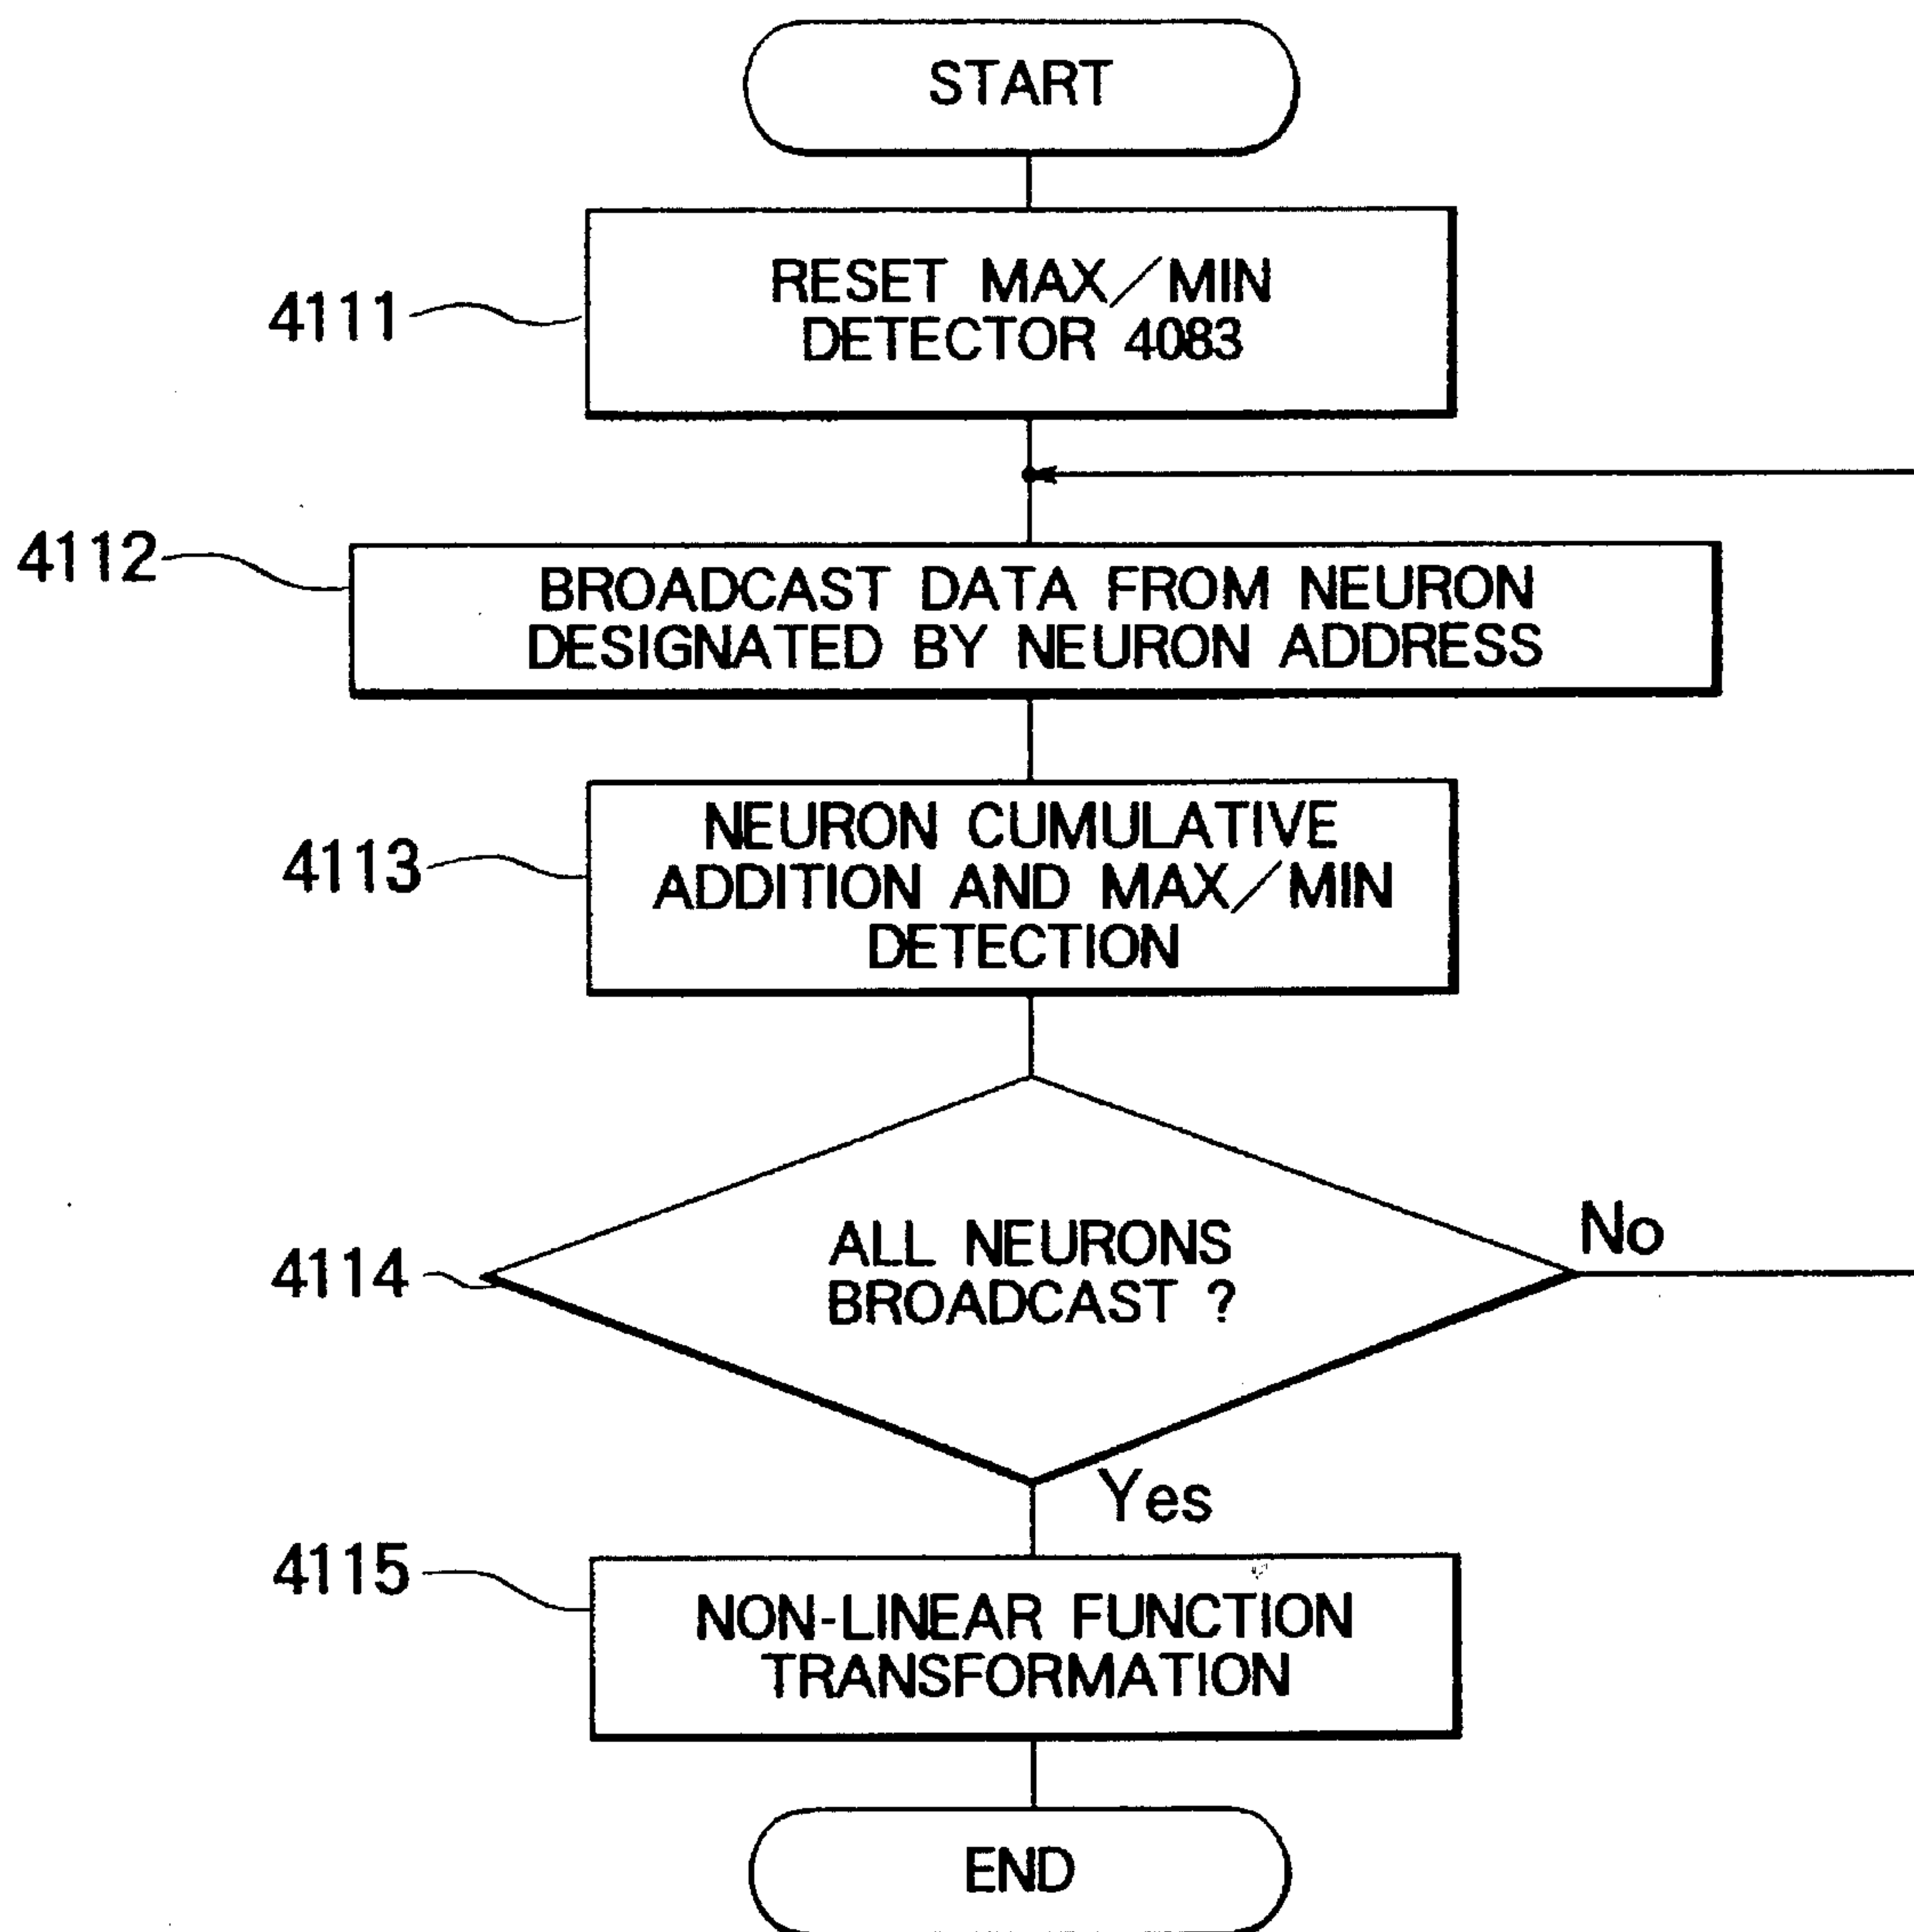 START
4111
RESET MAX/MIN
DETECTOR 4083
4112
BROADCAST DATA FROM NEURON
DESIGNATED BY NEURON ADDRESS
4113
NEURON CUMULATIVE
ADDITION AND MAX/MIN
DETECTION
4114
ALL NEURONS
BROADCAST ?
No
Yes
4115
NON-LINEAR FUNCTION
TRANSFORMATION
END